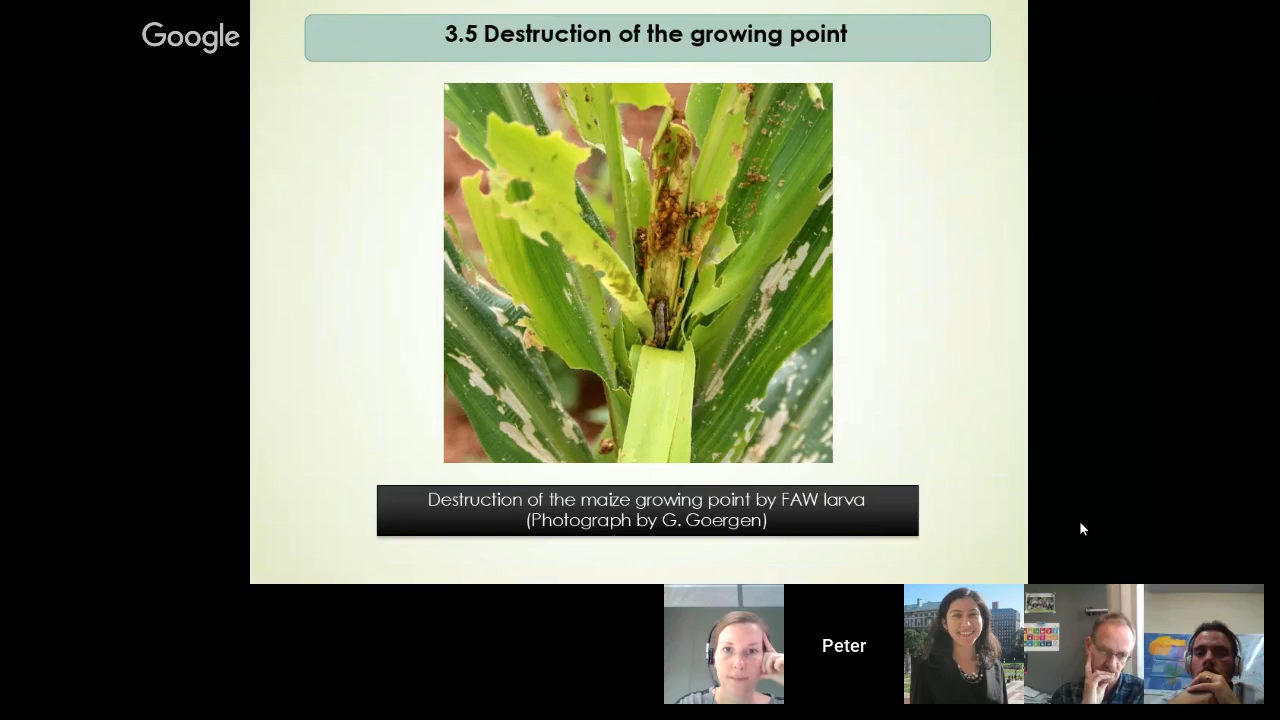 Google
3.5 Destruction of the growing point
Destruction of the maize growing point by FAW larva
(Photograph by G. Goergen)
Peter